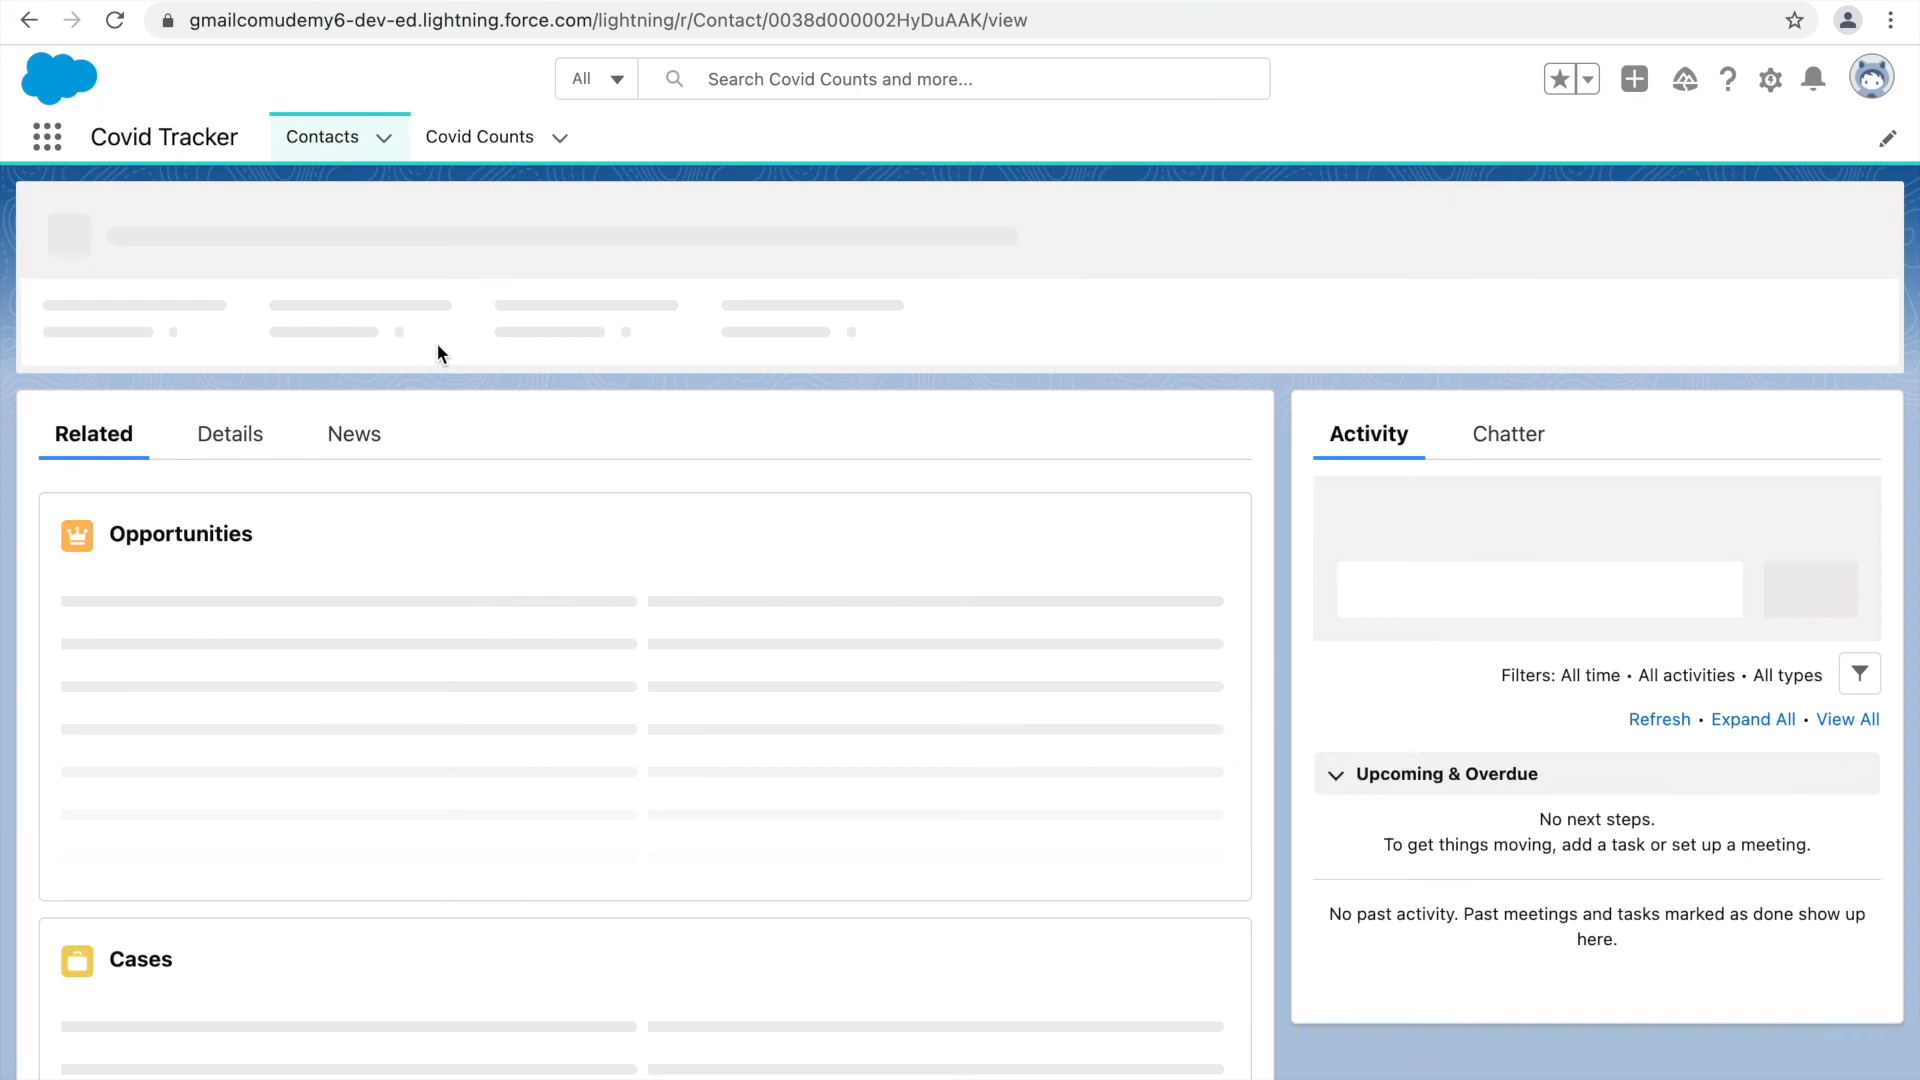 gmailcomudemy6-dev-ed.lightning.force.com/lightning/r/Contact/0038d000002HyDuAAK/view
All
Search Covid Counts and more...
Covid Tracker
Contacts
Covid Counts
Related
Details
News
Opportunities
Cases
Activity
Chatter
Filters: All time • All activities • All types
Refresh • Expand All • View All
Upcoming & Overdue
No next steps.
To get things moving, add a task or set up a meeting.
No past activity. Past meetings and tasks marked as done show up
here.